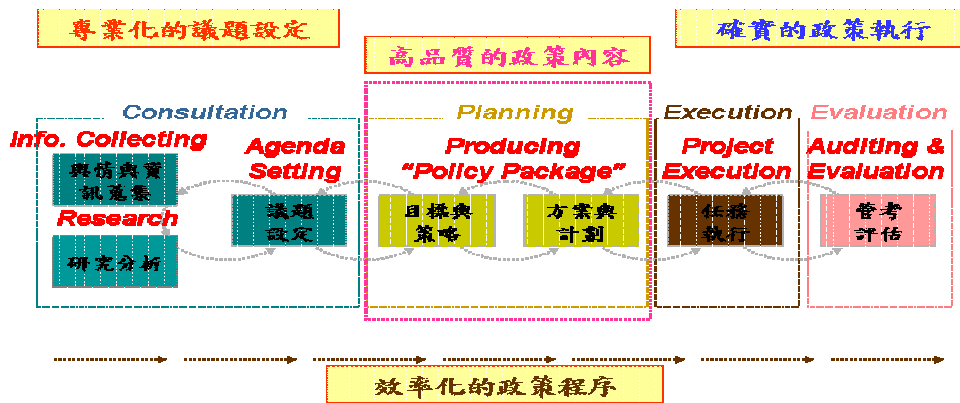 專業化的議題設定
高品質的政策內容
確實的政策執行
Consultation
Planning
Execution
Evaluation
Info. Collecting
輿情與資
訊蒐集
Research
研究分析
Agenda
Setting
議題
設定
Producing
“Policy Package”
目標與
策略
方案與
計劃
Project
Execution
任務
執行
Auditing &
Evaluation
管考
評估
效率化的政策程序